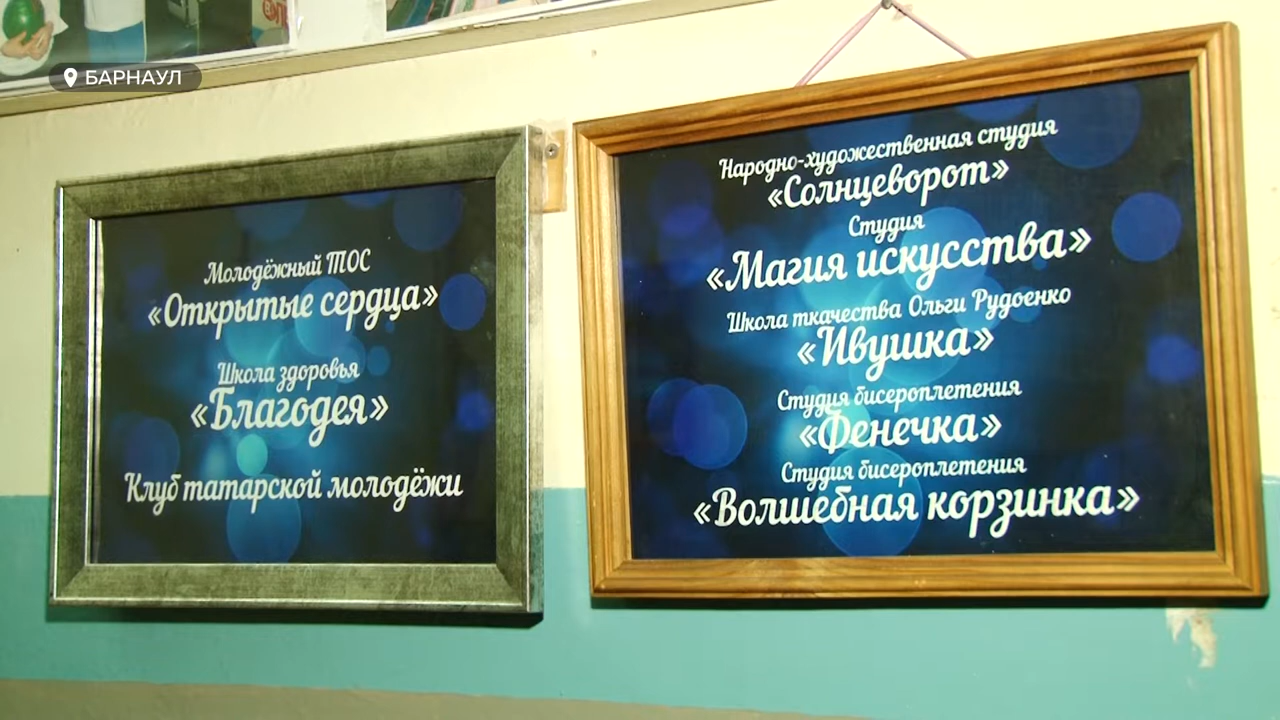 БАРНАУЛ
Молодёжный ТОС
«Открытые сердца»
Школа здоровья
«Благодея»
Клуб татарской молодёжи
Народно-художественная студия
«Солнцеворот»
Студия
«Магия искусства»
Школа ткачества Ольги Рудоенко
«Ивушка»
Студия бисероплетения
«Фенечка»
Студия бисероплетения
«Волшебная корзинка»